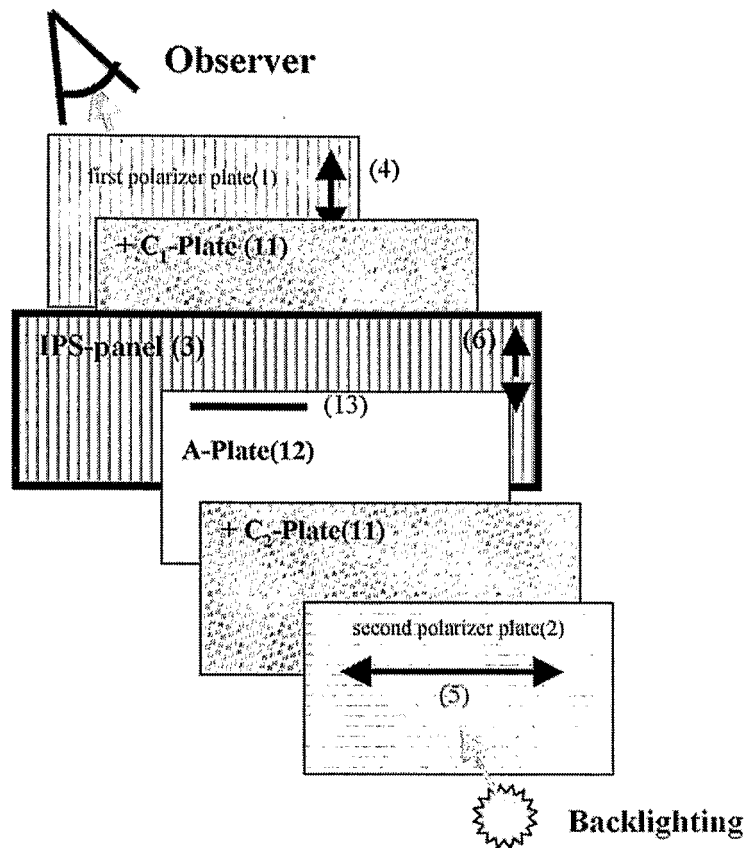 Observer
first polarizer plate(1)
(4)
+ C₁-Plate (11)
IPS-panel (3)
(6)
(13)
A-Plate(12)
+ C₂-Plate(11)
second polarizer plate(2)
(5)
Backlighting